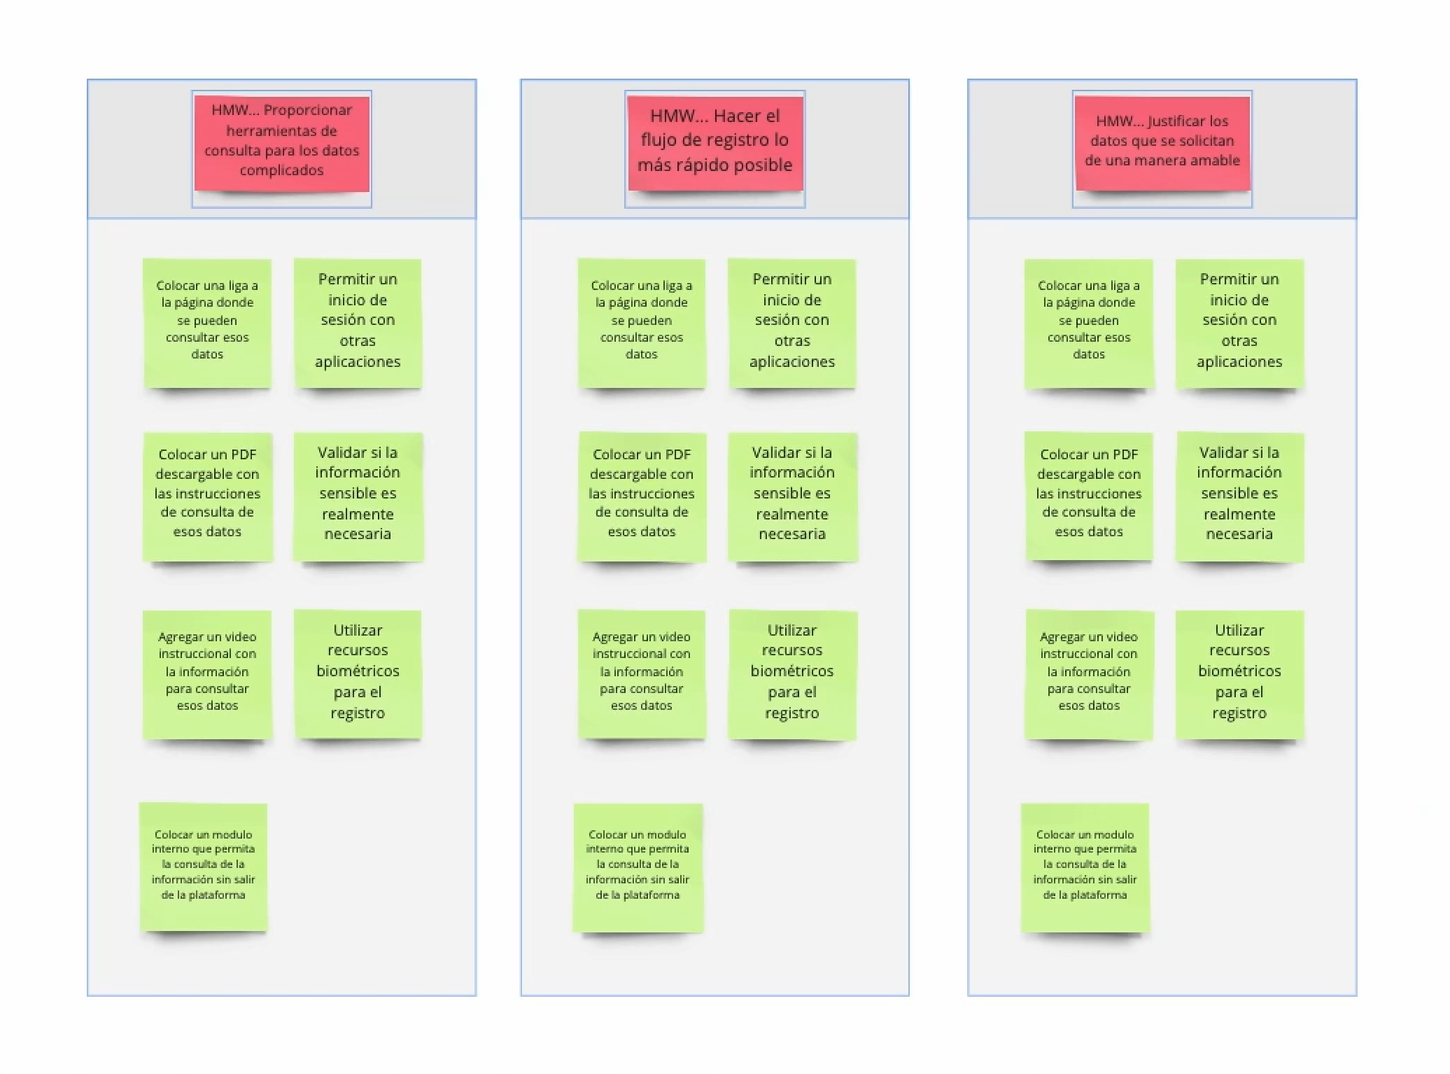 HMW... Proporcionar
herramientas de
consulta para los datos
complicados
Colocar una liga a
la página donde
se pueden
consultar esos
datos
Permitir un
inicio de
sesión con
otras
aplicaciones
Colocar un PDF
descargable con
las instrucciones
de consulta de
esos datos
Validar si la
información
sensible es
realmente
necesaria
Agregar un video
instruccional con
la información
para consultar
esos datos
Utilizar
recursos
biométricos
para el
registro
Colocar un modulo
interno que permita
la consulta de la
información sin salir
de la plataforma
HMW... Hacer el
flujo de registro lo
más rápido posible
Colocar una liga a
la página donde
se pueden
consultar esos
datos
Permitir un
inicio de
sesión con
otras
aplicaciones
Colocar un PDF
descargable con
las instrucciones
de consulta de
esos datos
Validar si la
información
sensible es
realmente
necesaria
Agregar un video
instruccional con
la información
para consultar
esos datos
Utilizar
recursos
biométricos
para el
registro
Colocar un modulo
interno que permita
la consulta de la
información sin salir
de la plataforma
HMW... Justificar los
datos que se solicitan
de una manera amable
Colocar una liga a
la página donde
se pueden
consultar esos
datos
Permitir un
inicio de
sesión con
otras
aplicaciones
Colocar un PDF
descargable con
las instrucciones
de consulta de
esos datos
Validar si la
información
sensible es
realmente
necesaria
Agregar un video
instruccional con
la información
para consultar
esos datos
Utilizar
recursos
biométricos
para el
registro
Colocar un modulo
interno que permita
la consulta de la
información sin salir
de la plataforma